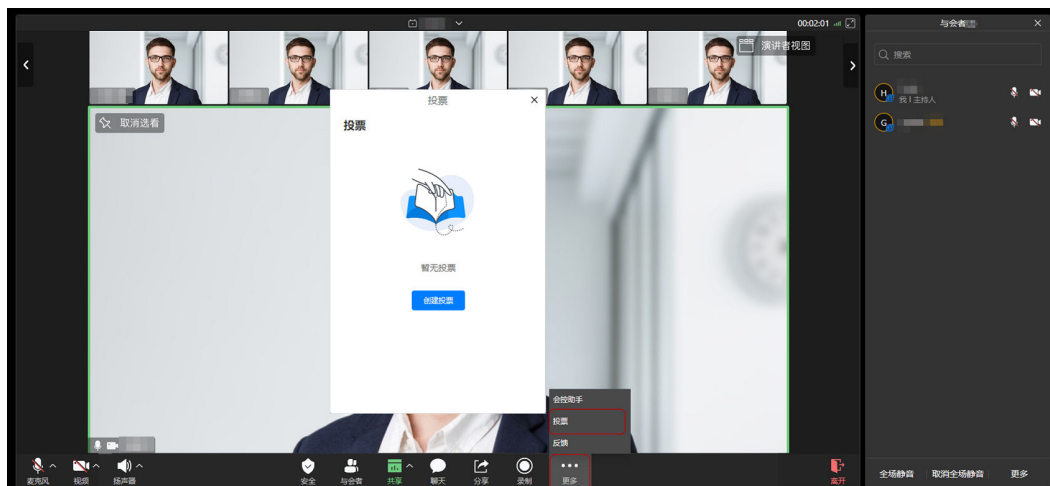 00:02:01
演讲者视图
取消选看
投票
投票
暂无投票
创建投票
会控助手
投票
反馈
麦克风
视频
扬声器
安全
与会者
共享
聊天
分享
录制
更多
离开
与会者
搜索
H
我 | 主持人
G
全场静音
取消全场静音
更多